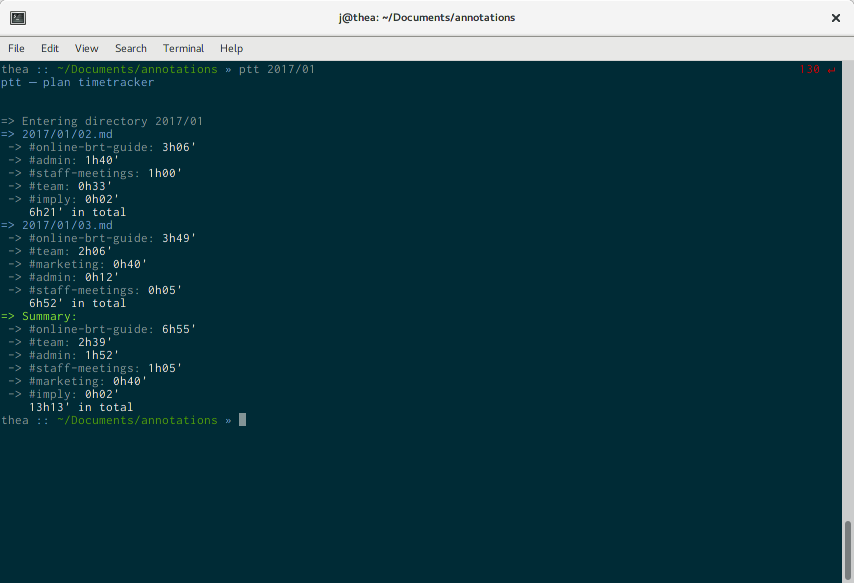 j@thea: ~/Documents/annotations
File Edit View Search Terminal Help
thea :: ~/Documents/annotations » ptt 2017/01 130 ↵
ptt — plan timetracker
=> Entering directory 2017/01
=> 2017/01/02.md
-> #online-brt-guide: 3h06'
-> #admin: 1h40'
-> #staff-meetings: 1h00'
-> #team: 0h33'
-> #imply: 0h02'
6h21' in total
=> 2017/01/03.md
-> #online-brt-guide: 3h49'
-> #team: 2h06'
-> #marketing: 0h40'
-> #admin: 0h12'
-> #staff-meetings: 0h05'
6h52' in total
=> Summary:
-> #online-brt-guide: 6h55'
-> #team: 2h39'
-> #admin: 1h52'
-> #staff-meetings: 1h05'
-> #marketing: 0h40'
-> #imply: 0h02'
13h13' in total
thea :: ~/Documents/annotations »